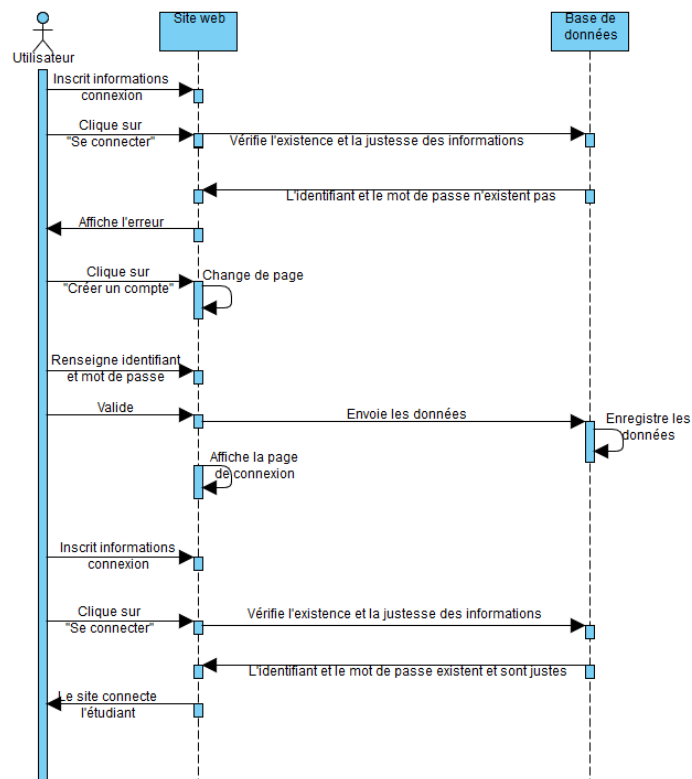 Site web
Base de
données
Utilisateur
Inscrit informations
connexion
Clique sur
"Se connecter"
Vérifie l'existence et la justesse des informations
L'identifiant et le mot de passe n'existent pas
Affiche l'erreur
Clique sur
"Créer un compte"
Change de page
Renseigne identifiant
et mot de passe
Valide
Envoie les données
Enregistre les
données
Affiche la page
de connexion
Inscrit informations
connexion
Clique sur
"Se connecter"
Vérifie l'existence et la justesse des informations
L'identifiant et le mot de passe existent et sont justes
Le site connecte
l'étudiant